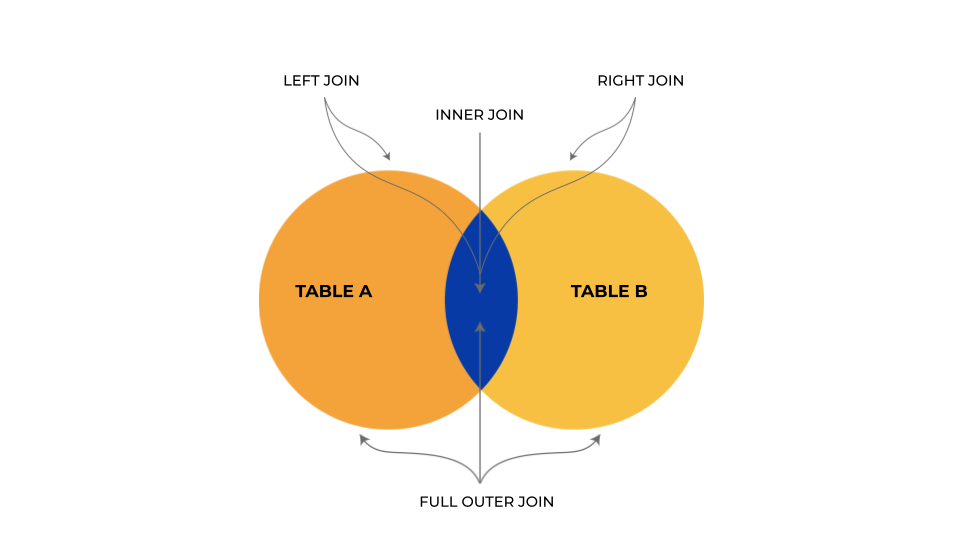 LEFT JOIN
RIGHT JOIN
INNER JOIN
TABLE A
TABLE B
FULL OUTER JOIN